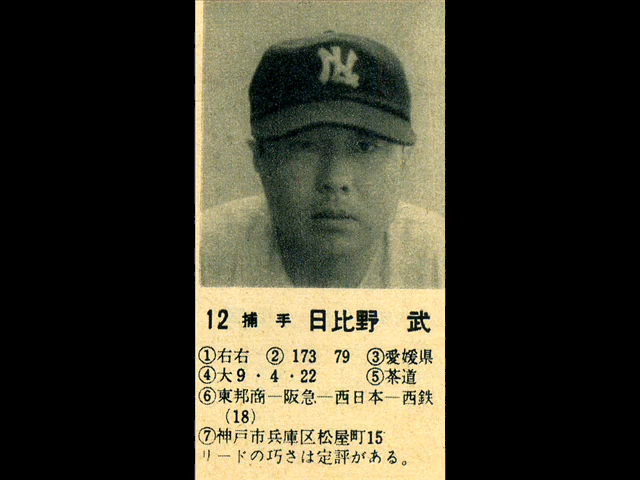 NL
12 捕手 日比野 武
①右右 ② 173 79 ③愛媛県
④大9・4・22 ⑤茶道
⑥東邦商―阪急―西日本―西鉄
(18)
⑦神戸市兵庫区松屋町15
リードの巧さは定評がある。